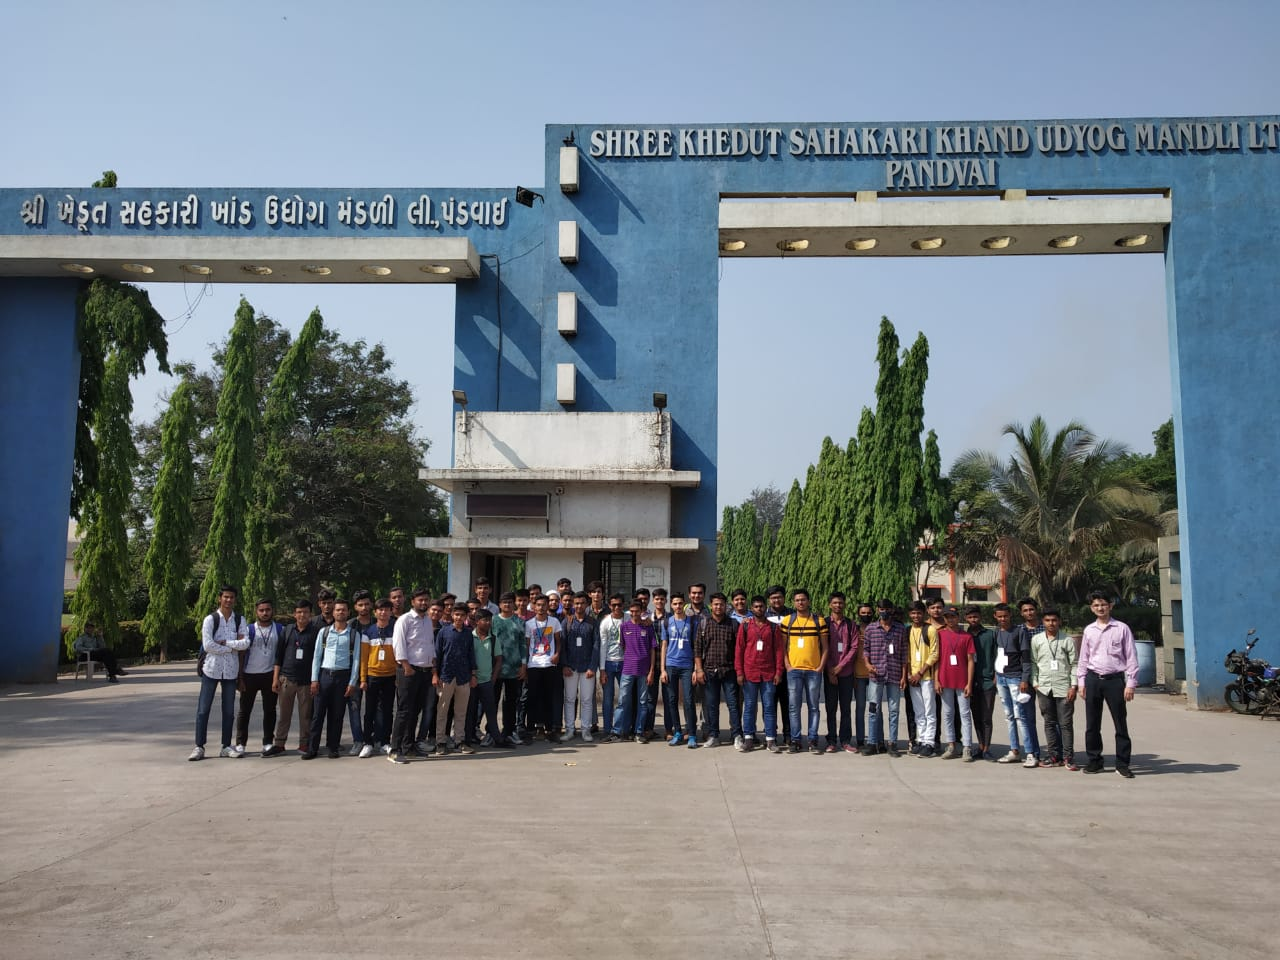 શ્રી ખેડૂત સહકારી ખાંડ ઉદ્યોગ મંડળી લી.,પંડવાઈ
SHREE KHEDUT SAHAKARI KHAND UDYOG MANDLI LT
PANDVAI